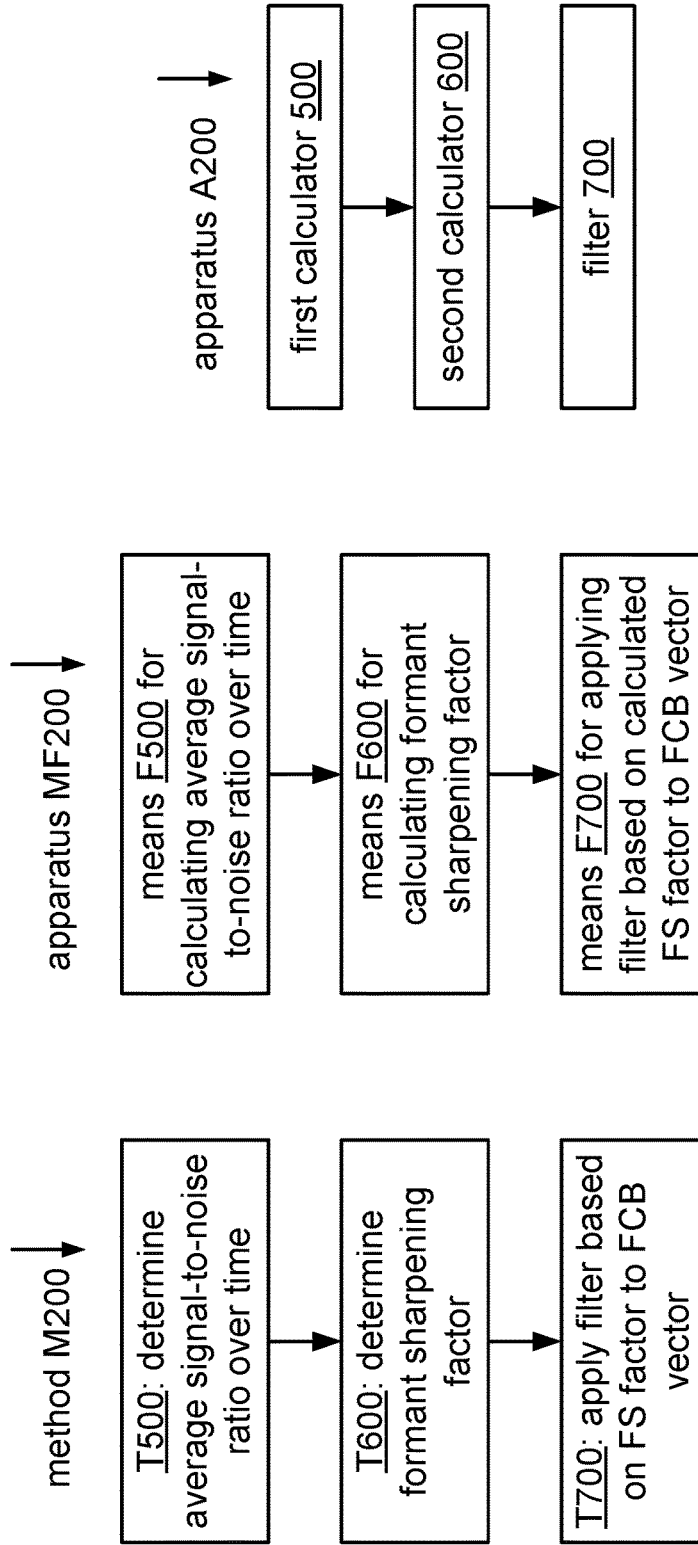 method M200
T500: determine
average signal-to-noise
ratio over time
T600: determine
formant sharpening
factor
T700: apply filter based
on FS factor to FCB
vector
apparatus MF200
means F500 for
calculating average signal-
to-noise ratio over time
means F600 for
calculating formant
sharpening factor
means F700 for applying
filter based on calculated
FS factor to FCB vector
apparatus A200
first calculator 500
second calculator 600
filter 700